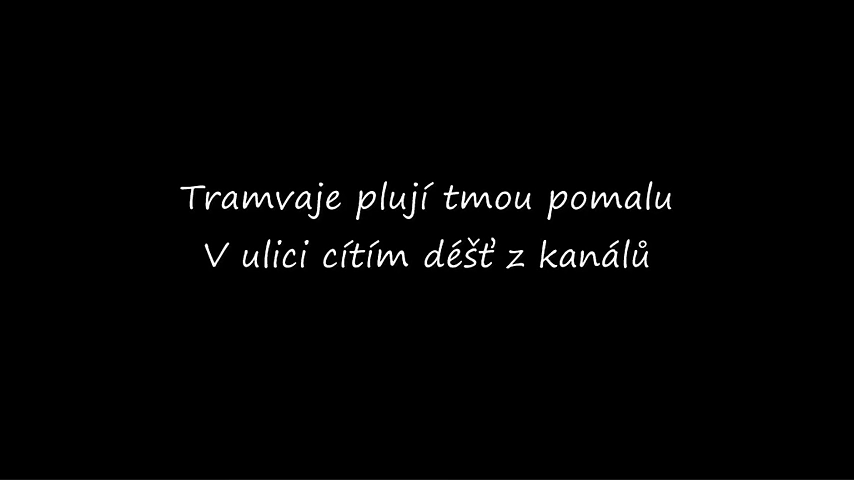 Tramvaje plují tmou pomalu
V ulici cítím déšť z kanálů